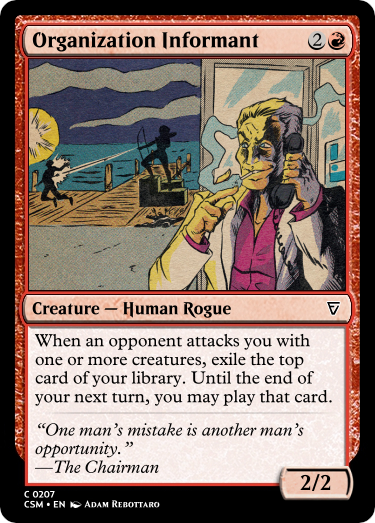 Organization Informant 2
Creature — Human Rogue
When an opponent attacks you with
one or more creatures, exile the top
card of your library. Until the end of
your next turn, you may play that card.
“One man’s mistake is another man’s
opportunity.”
—The Chairman
2/2
C 0207
CSM • EN Adam Rebottaro